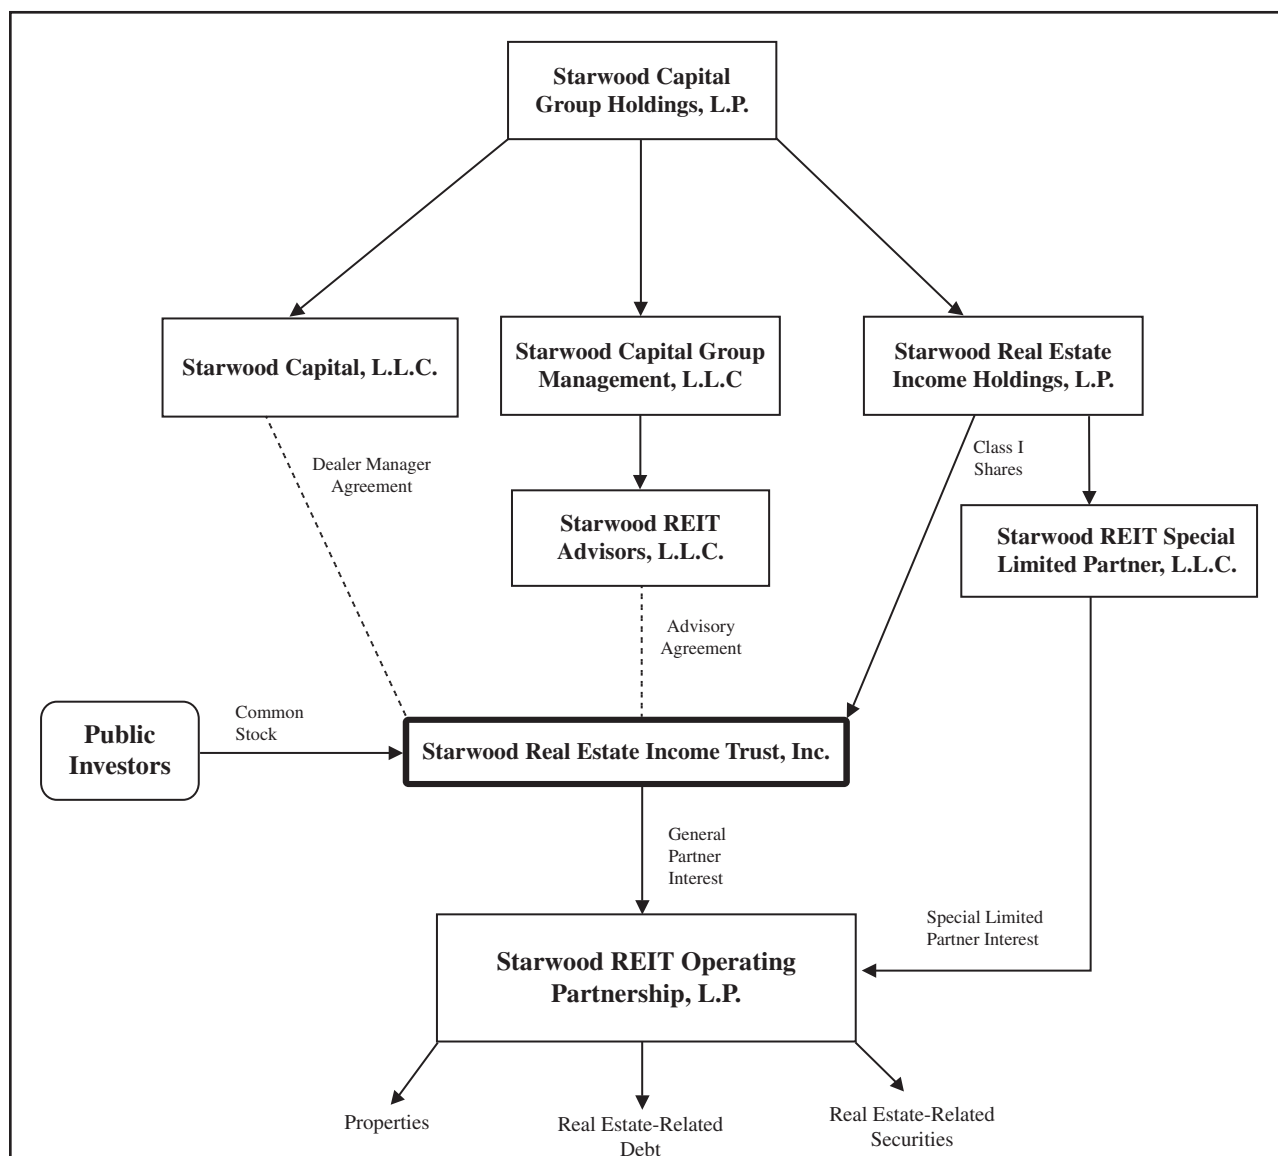 Starwood Capital
Group Holdings, L.P.
Starwood Capital, L.L.C.
Starwood Capital Group
Management, L.L.C
Starwood Real Estate
Income Holdings, L.P.
Dealer Manager
Agreement
Class I
Shares
Starwood REIT
Advisors, L.L.C.
Starwood REIT Special
Limited Partner, L.L.C.
Advisory
Agreement
Public
Investors
Common
Stock
Starwood Real Estate Income Trust, Inc.
General
Partner
Interest
Special Limited
Partner Interest
Starwood REIT Operating
Partnership, L.P.
Properties
Real Estate-Related
Debt
Real Estate-Related
Securities